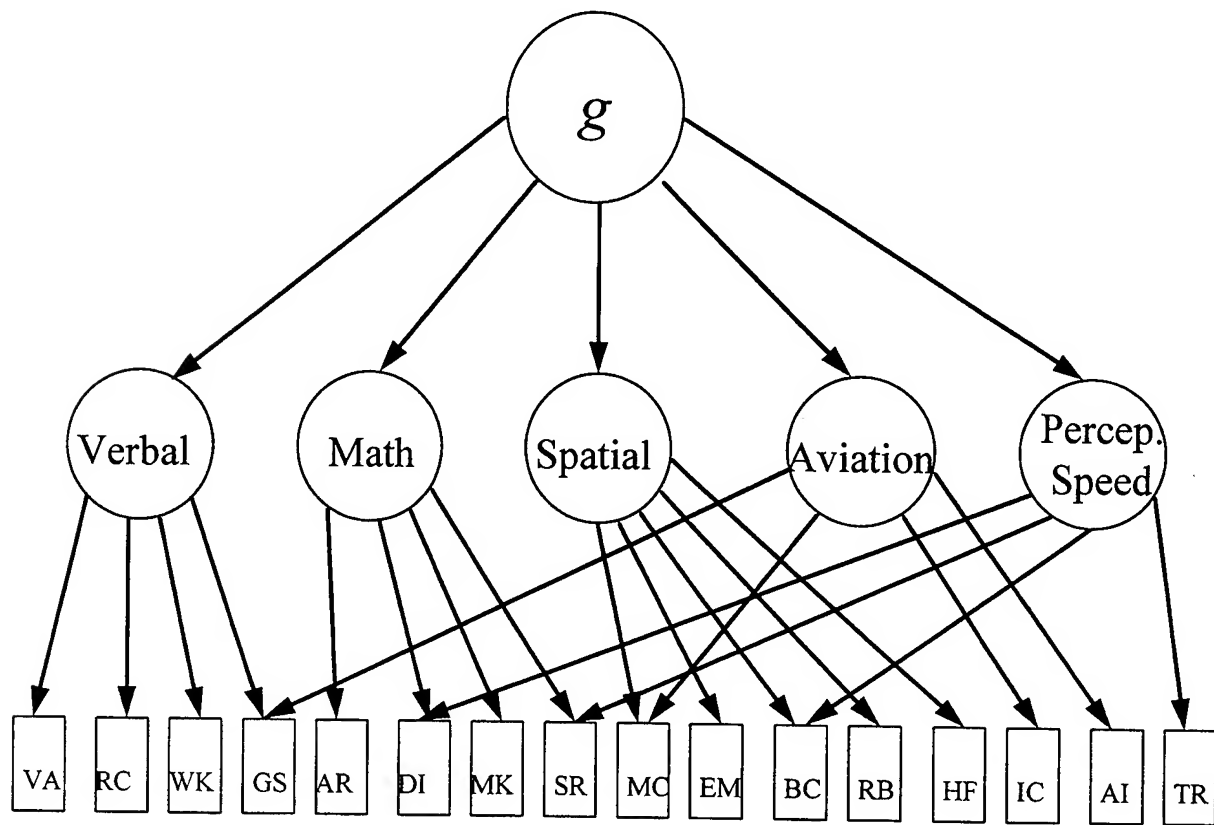 g
Verbal
Math
Spatial
Aviation
Percep.
Speed
VA
RC
WK
GS
AR
DI
MK
SR
MC
EM
BC
RB
HF
IC
AI
TR